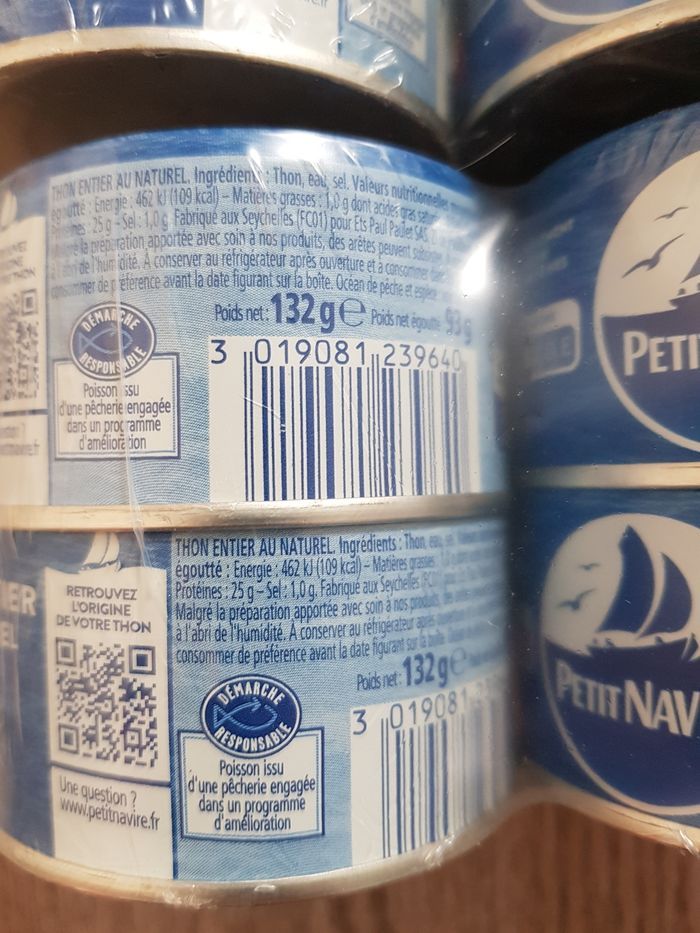 THON ENTIER AU NATUREL. Ingrédients : Thon, eau, sel. Valeurs nutritionnelles
égoutté : Energie : 462 kJ (109 kcal) – Matières grasses : 1,0 g dont acides gras
25 g – Sel : 1,0 g. Fabriqué aux Seychelles (FC01) pour Ets Paul Paulet SAS,
la préparation apportée avec soin à nos produits, des arêtes peuvent
à l'abri de l'humidité. À conserver au réfrigérateur après ouverture et à consommer
consommer de préférence avant la date figurant sur la boîte. Océan de pêche et
Poids net : 132 g e Poids net égoutté : 93 g
DÉMARCHE
RESPONSABLE
Poisson issu
d'une pêcherie engagée
dans un programme
d'amélioration
3 019081 239640
PETI
THON ENTIER AU NATUREL. Ingrédients : Thon,
égoutté : Energie : 462 kJ (109 kcal) – Matières grasses
Protéines : 25 g – Sel : 1,0 g. Fabriqué aux Seychelles
Malgré la préparation apportée avec soin à nos produits,
à l'abri de l'humidité. À conserver au réfrigérateur après
consommer de préférence avant la date figurant sur la boîte.
Poids net : 132 g e
RETROUVEZ
L'ORIGINE
DE VOTRE THON
Une question ?
www.petitnavire.fr
DÉMARCHE
RESPONSABLE
Poisson issu
d'une pêcherie engagée
dans un programme
d'amélioration
3 019081
PETIT NAV